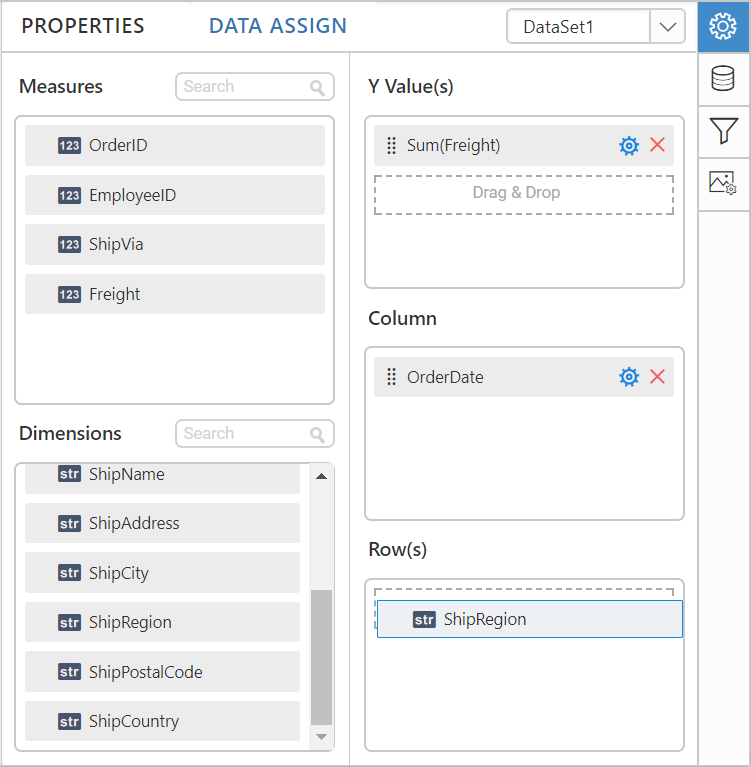 PROPERTIES
DATA ASSIGN
DataSet1
Measures
Search
123 OrderID
123 EmployeeID
123 ShipVia
123 Freight
Dimensions
Search
str ShipName
str ShipAddress
str ShipCity
str ShipRegion
str ShipPostalCode
str ShipCountry
Y Value(s)
Sum(Freight)
Drag & Drop
Column
OrderDate
Row(s)
str ShipRegion